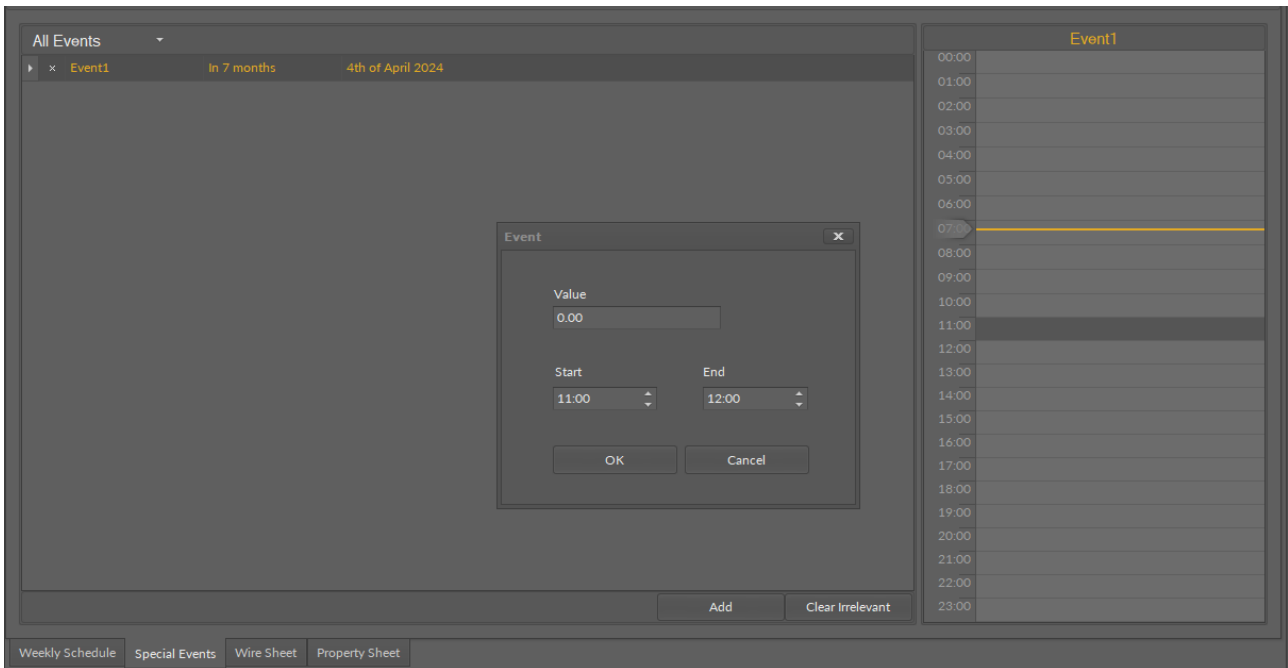 All Events
× Event1 In 7 months 4th of April 2024
Event
Value
0.00
Start End
11:00 12:00
OK Cancel
Add Clear Irrelevant
Event1
00:00
01:00
02:00
03:00
04:00
05:00
06:00
07:00
08:00
09:00
10:00
11:00
12:00
13:00
14:00
15:00
16:00
17:00
18:00
19:00
20:00
21:00
22:00
23:00
Weekly Schedule Special Events Wire Sheet Property Sheet